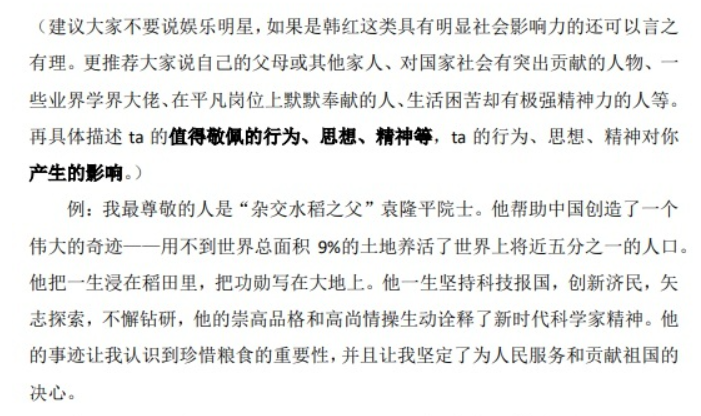 （建议大家不要说娱乐明星，如果是韩红这类具有明显社会影响力的还可以言之
有理。更推荐大家说自己的父母或其他家人、对国家社会有突出贡献的人物、一
些业界学界大佬、在平凡岗位上默默奉献的人、生活困苦却有极强精神力的人等。
再具体描述 ta 的值得敬佩的行为、思想、精神等，ta 的行为、思想、精神对你
产生的影响。）
例：我最尊敬的人是“杂交水稻之父”袁隆平院士。他帮助中国创造了一个
伟大的奇迹——用不到世界总面积 9%的土地养活了世界上将近五分之一的人口。
他把一生浸在稻田里，把功勋写在大地上。他一生坚持科技报国，创新济民，矢
志探索，不懈钻研，他的崇高品格和高尚情操生动诠释了新时代科学家精神。他
的事迹让我认识到珍惜粮食的重要性，并且让我坚定了为人民服务和贡献祖国的
决心。